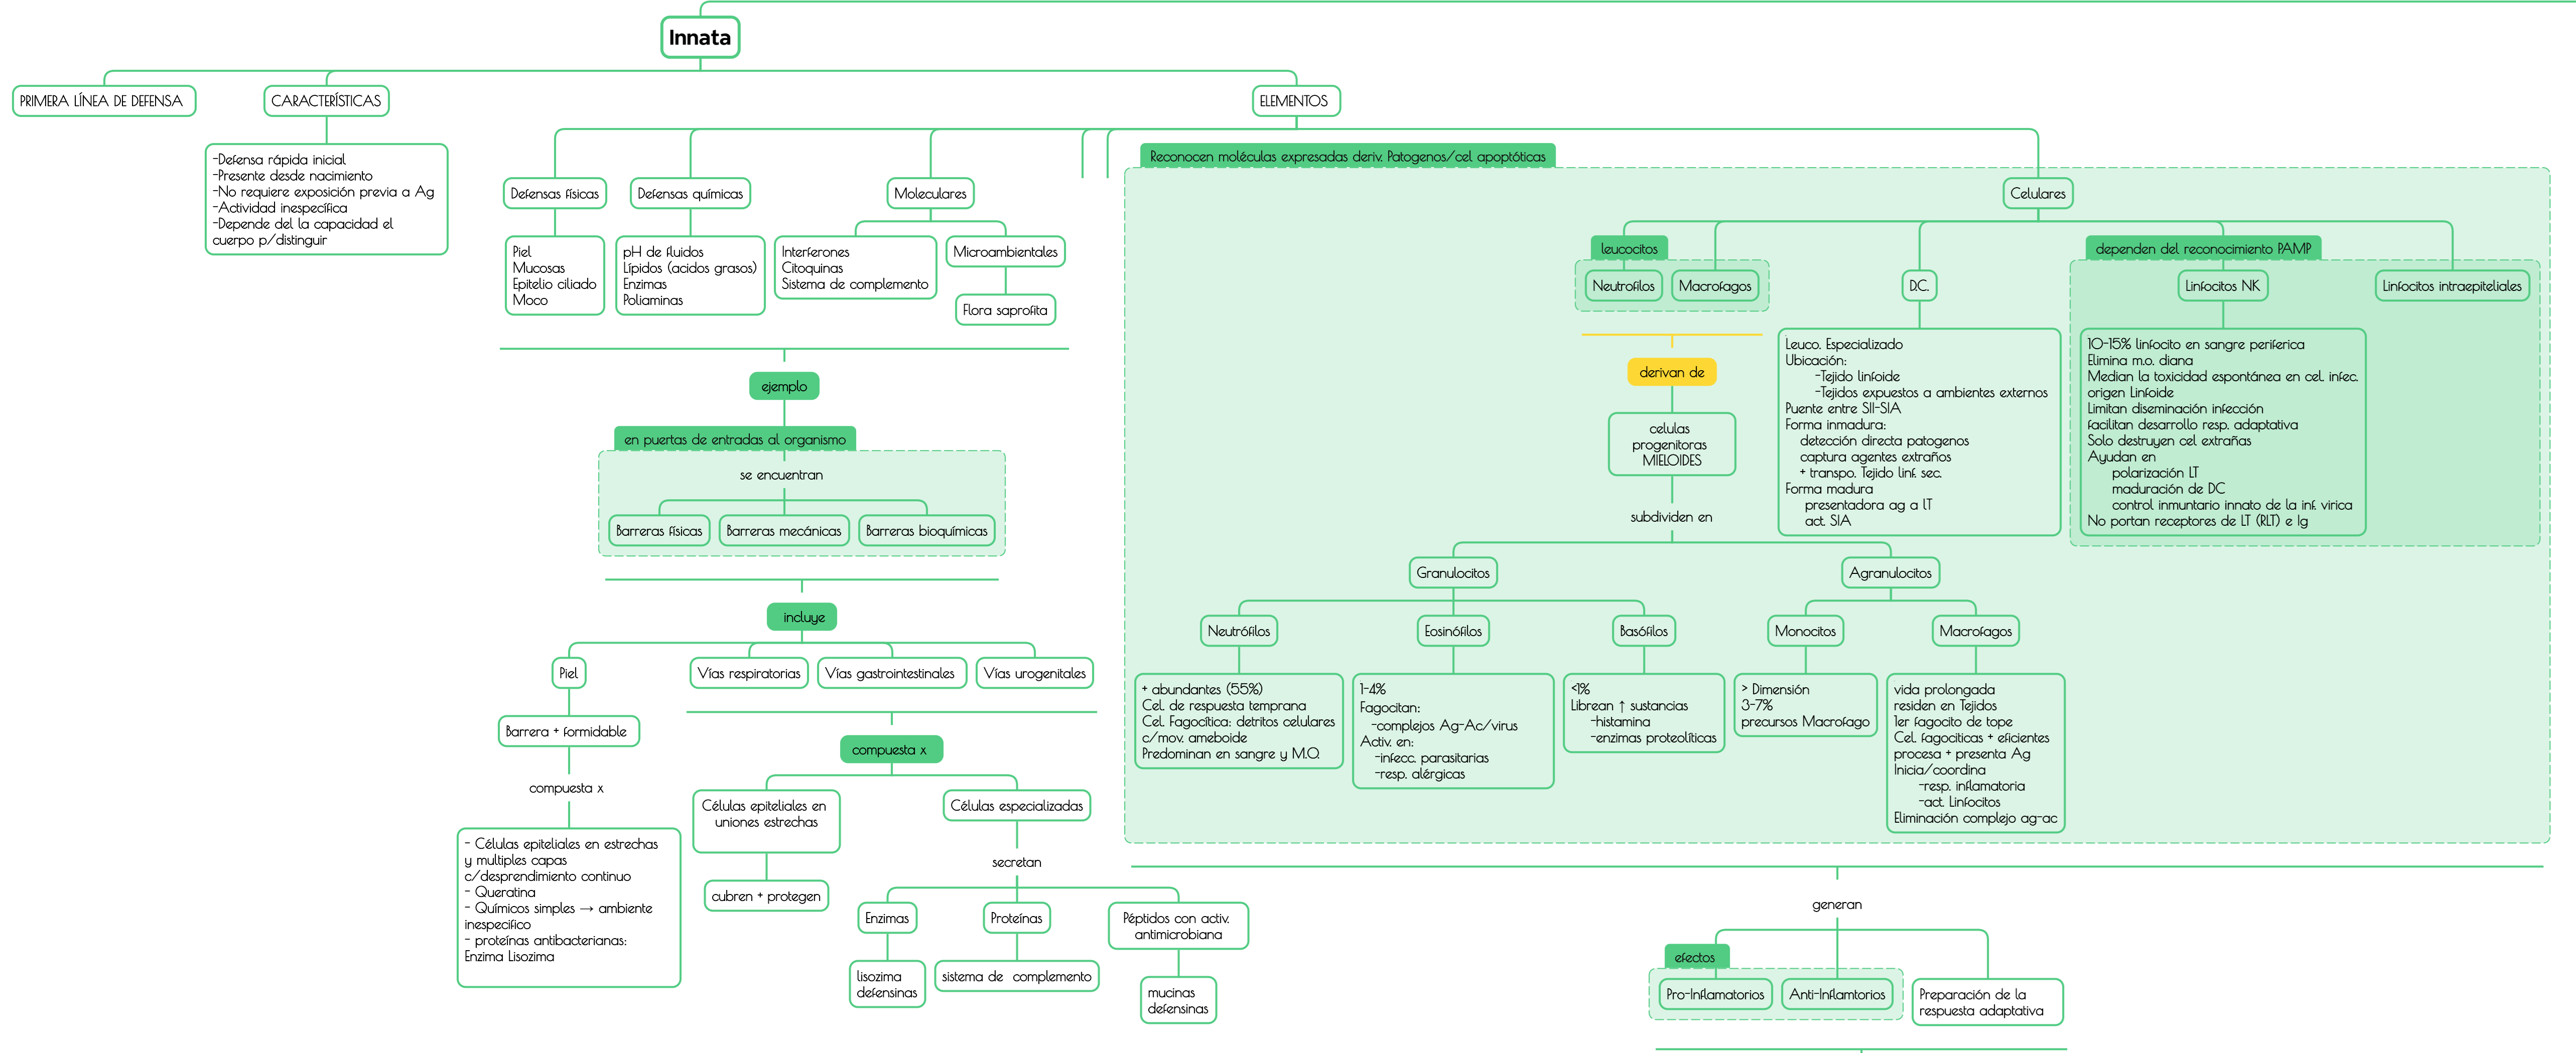 Innata
PRIMERA LÍNEA DE DEFENSA
CARACTERÍSTICAS
-Defensa rápida inicial
-Presente desde nacimiento
-No requiere exposición previa a Ag
-Actividad inespecífica
-Depende del la capacidad el
cuerpo p/distinguir
ELEMENTOS
Defensas físicas
Piel
Mucosas
Epitelio ciliado
Moco
Defensas químicas
pH de fluidos
Lípidos (acidos grasos)
Enzimas
Poliaminas
Moleculares
Interferones
Citoquinas
Sistema de complemento
Microambientales
Flora saprofita
ejemplo
en puertas de entradas al organismo
se encuentran
Barreras físicas
Barreras mecánicas
Barreras bioquímicas
incluye
Piel
Barrera + formidable
compuesta x
- Células epiteliales en estrechas
y multiples capas
c/desprendimiento continuo
- Queratina
- Químicos simples → ambiente
inespecifico
- proteínas antibacterianas:
Enzima Lisozima
Vías respiratorias
Vías gastrointestinales
Vías urogenitales
compuesta x
Células epiteliales en
uniones estrechas
cubren + protegen
Células especializadas
secretan
Enzimas
lisozima
defensinas
Proteínas
sistema de complemento
Péptidos con activ.
antimicrobiana
mucinas
defensinas
Reconocen moléculas expresadas deriv. Patogenos/cel apoptóticas
Celulares
leucocitos
Neutrofilos
Macrofagos
derivan de
celulas
progenitoras
MIELOIDES
subdividen en
Granulocitos
Neutrófilos
+ abundantes (55%)
Cel. de respuesta temprana
Cel. Fagocítica: detritos celulares
c/mov. ameboide
Predominan en sangre y M.O.
Eosinófilos
1-4%
Fagocitan:
-complejos Ag-Ac/virus
Activ. en:
-infecc. parasitarias
-resp. alérgicas
Basófilos
<1%
Librean ↑ sustancias
-histamina
-enzimas proteolíticas
Agranulocitos
Monocitos
> Dimensión
3-7%
precursos Macrofago
Macrofagos
vida prolongada
residen en Tejidos
1er fagocito de tope
Cel. fagociticas + eficientes
procesa + presenta Ag
Inicia/coordina
-resp. inflamatoria
-act. Linfocitos
Eliminación complejo ag-ac
D.C.
Leuco. Especializado
Ubicación:
-Tejido linfoide
-Tejidos expuestos a ambientes externos
Puente entre SII-SIA
Forma inmadura:
detección directa patogenos
captura agentes extraños
+ transpo. Tejido linf. sec.
Forma madura
presentadora ag a LT
act. SIA
dependen del reconocimiento PAMP
Linfocitos NK
10-15% linfocito en sangre periferica
Elimina m.o. diana
Median la toxicidad espontánea en cel. infec.
origen Linfoide
Limitan diseminación infección
facilitan desarrollo resp. adaptativa
Solo destruyen cel extrañas
Ayudan en
polarización LT
maduración de DC
control inmuntario innato de la inf. virica
No portan receptores de LT (RLT) e Ig
Linfocitos intraepiteliales
generan
efectos
Pro-Inflamatorios
Anti-Inflamtorios
Preparación de la
respuesta adaptativa